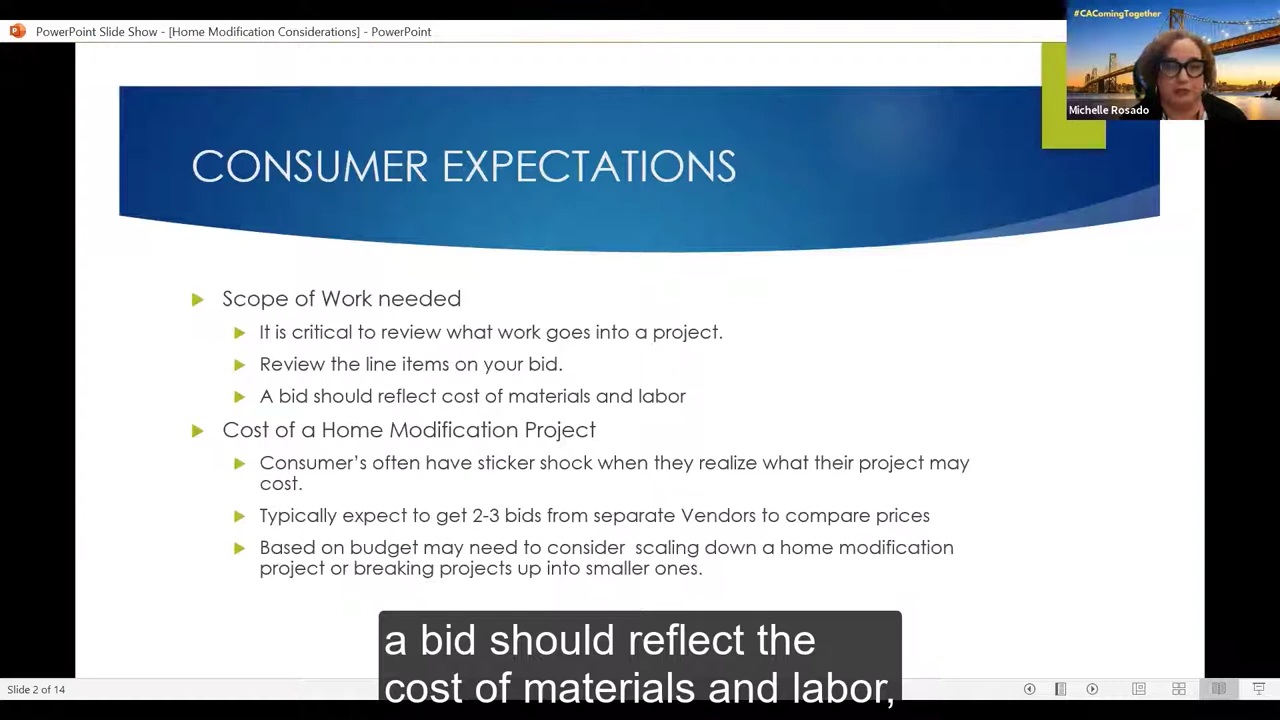 PowerPoint Slide Show - [Home Modification Considerations] - PowerPoint
#CAComingTogether
Michelle Rosado
CONSUMER EXPECTATIONS
Scope of Work needed
It is critical to review what work goes into a project.
Review the line items on your bid.
A bid should reflect cost of materials and labor
Cost of a Home Modification Project
Consumer’s often have sticker shock when they realize what their project may
cost.
Typically expect to get 2-3 bids from separate Vendors to compare prices
Based on budget may need to consider scaling down a home modification
project or breaking projects up into smaller ones.
a bid should reflect the
cost of materials and labor,
Slide 2 of 14